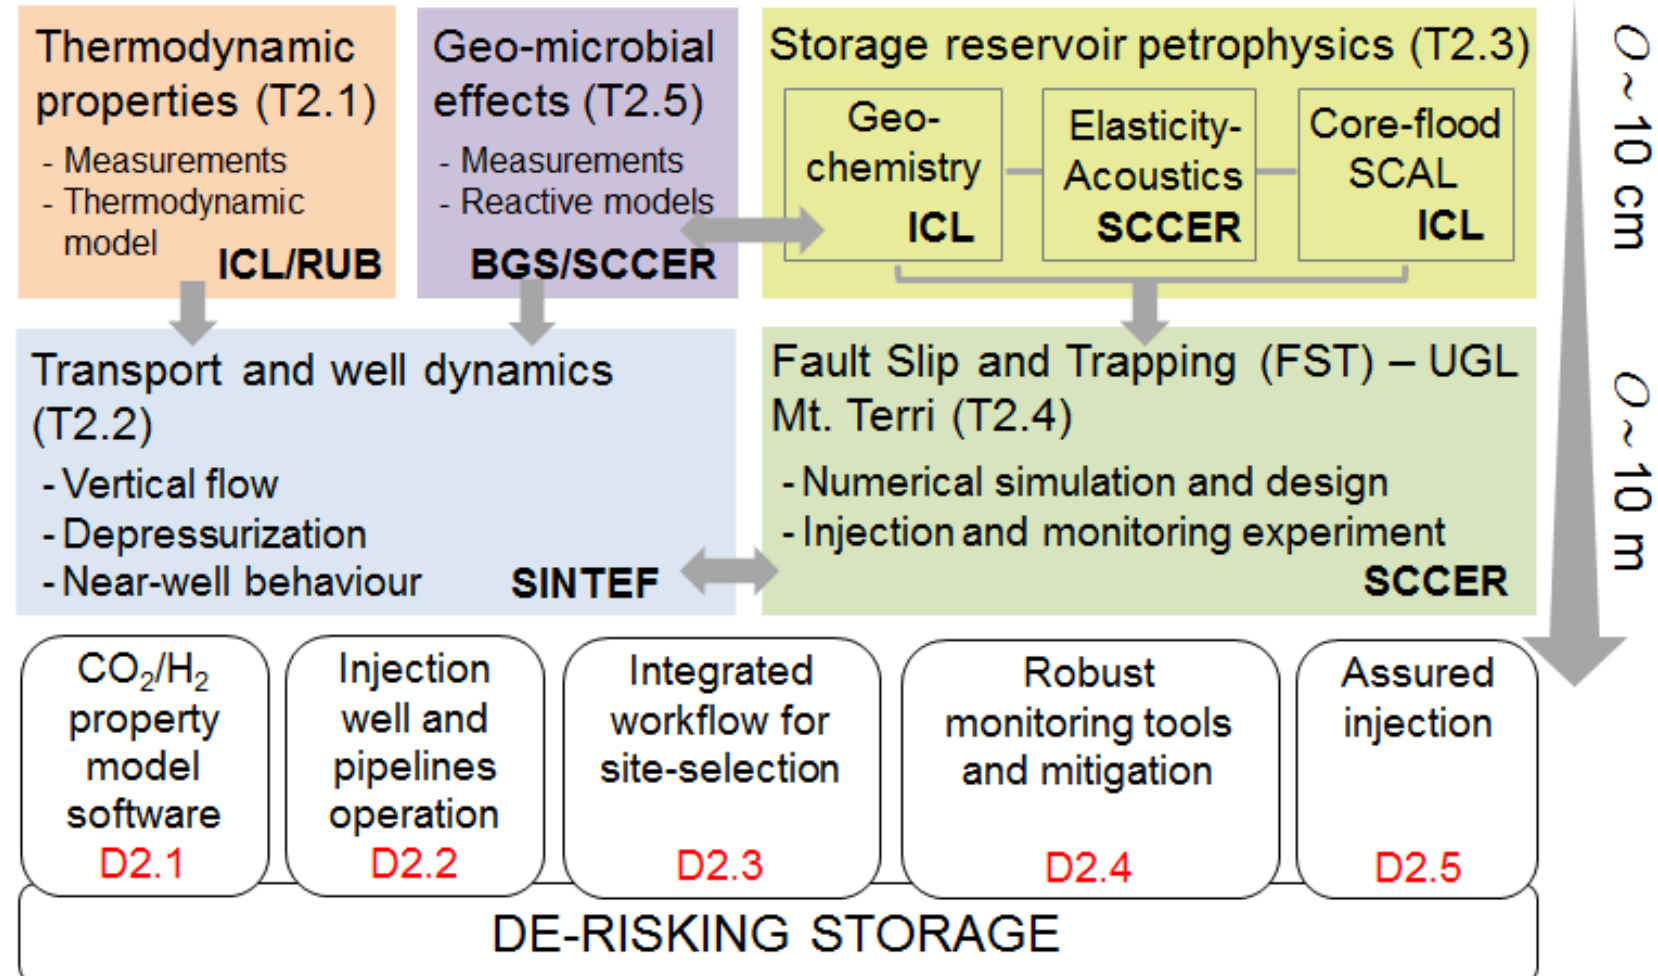 Thermodynamic
properties (T2.1)
- Measurements
- Thermodynamic
model
ICL/RUB
Geo-microbial
effects (T2.5)
- Measurements
- Reactive models
BGS/SCCER
Storage reservoir petrophysics (T2.3)
Geo-
chemistry
ICL
Elasticity-
Acoustics
SCCER
Core-flood
SCAL
ICL
O ~ 10 cm
Transport and well dynamics
(T2.2)
- Vertical flow
- Depressurization
- Near-well behaviour
SINTEF
Fault Slip and Trapping (FST) – UGL
Mt. Terri (T2.4)
- Numerical simulation and design
- Injection and monitoring experiment
SCCER
O ~ 10 m
CO₂/H₂
property
model
software
D2.1
Injection
well and
pipelines
operation
D2.2
Integrated
workflow for
site-selection
D2.3
Robust
monitoring tools
and mitigation
D2.4
Assured
injection
D2.5
DE-RISKING STORAGE